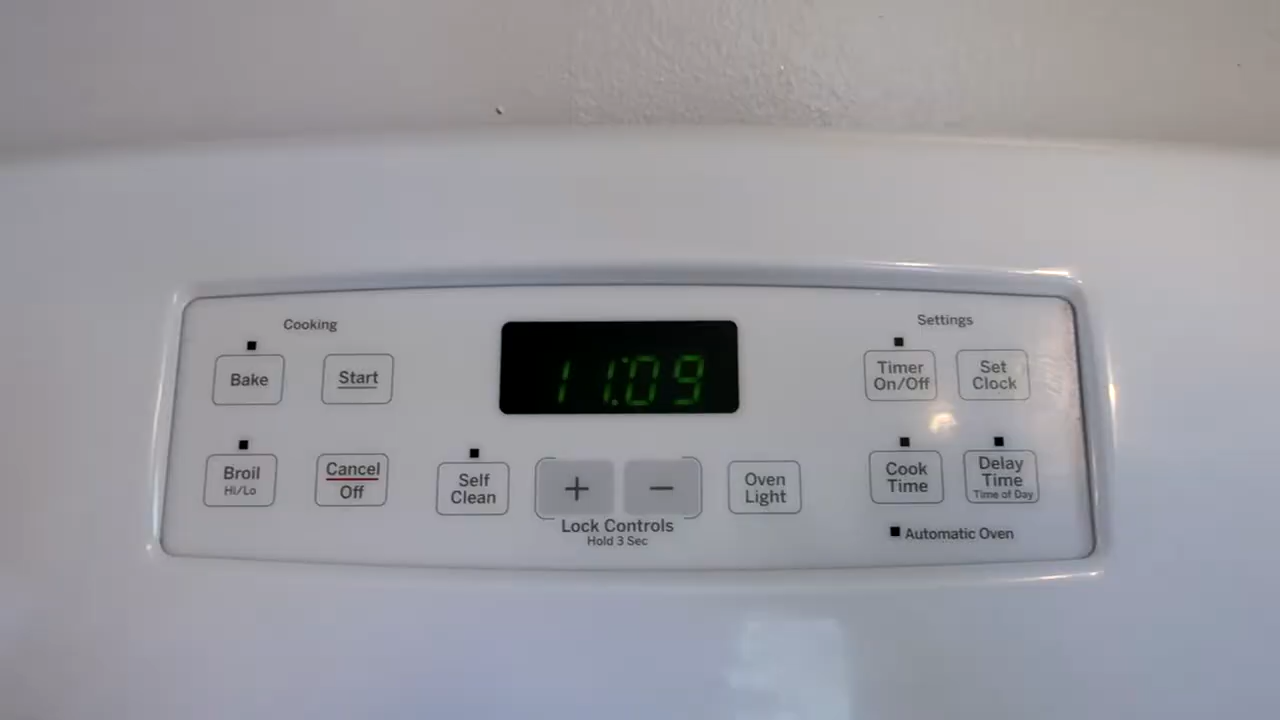 Cooking
Settings
Bake
Start
11:09
Timer
On/Off
Set
Clock
Broil
Hi/Lo
Cancel
Off
Self
Clean
+
−
Oven
Light
Cook
Time
Delay
Time
Time of Day
Lock Controls
Hold 3 Sec
Automatic Oven